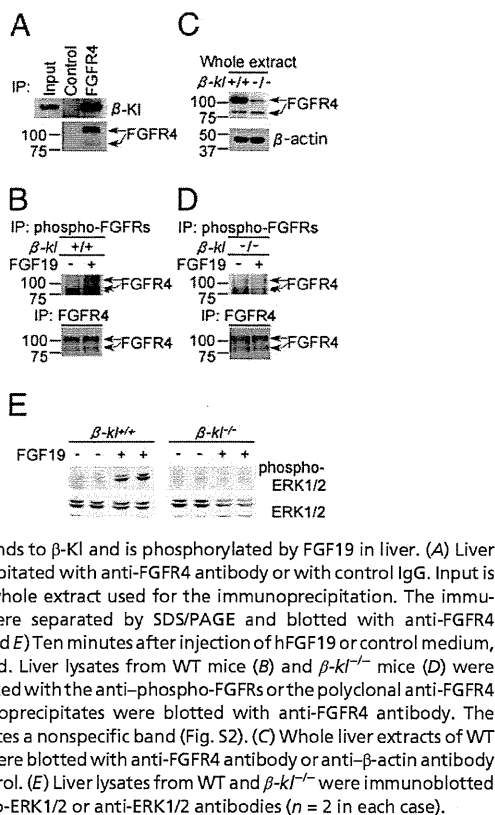 A
IP: Input Control FGFR4
β-Kl
100
75
FGFR4
C
Whole extract
β-kl +/+ -/-
100
75
FGFR4
50
37
β-actin
B
IP: phospho-FGFRs
β-kl +/+
FGF19 - +
100
75
FGFR4
IP: FGFR4
100
75
FGFR4
D
IP: phospho-FGFRs
β-kl -/-
FGF19 - +
100
75
FGFR4
IP: FGFR4
100
75
FGFR4
E
β-kl+/+ β-kl-/-
FGF19 - - + + - - + +
phospho-
ERK1/2
ERK1/2
nds to β-Kl and is phosphorylated by FGF19 in liver. (A) Liver
pitated with anti-FGFR4 antibody or with control IgG. Input is
vhole extract used for the immunoprecipitation. The immu-
ere separated by SDS/PAGE and blotted with anti-FGFR4
d E) Ten minutes after injection of hFGF19 or control medium,
d. Liver lysates from WT mice (B) and β-kl−/− mice (D) were
ted with the anti–phospho-FGFRs or the polyclonal anti-FGFR4
oprecipitates were blotted with anti-FGFR4 antibody. The
tes a nonspecific band (Fig. S2). (C) Whole liver extracts of WT
ere blotted with anti-FGFR4 antibody or anti–β-actin antibody
rol. (E) Liver lysates from WT and β-kl−/− were immunoblotted
o-ERK1/2 or anti-ERK1/2 antibodies (n = 2 in each case).